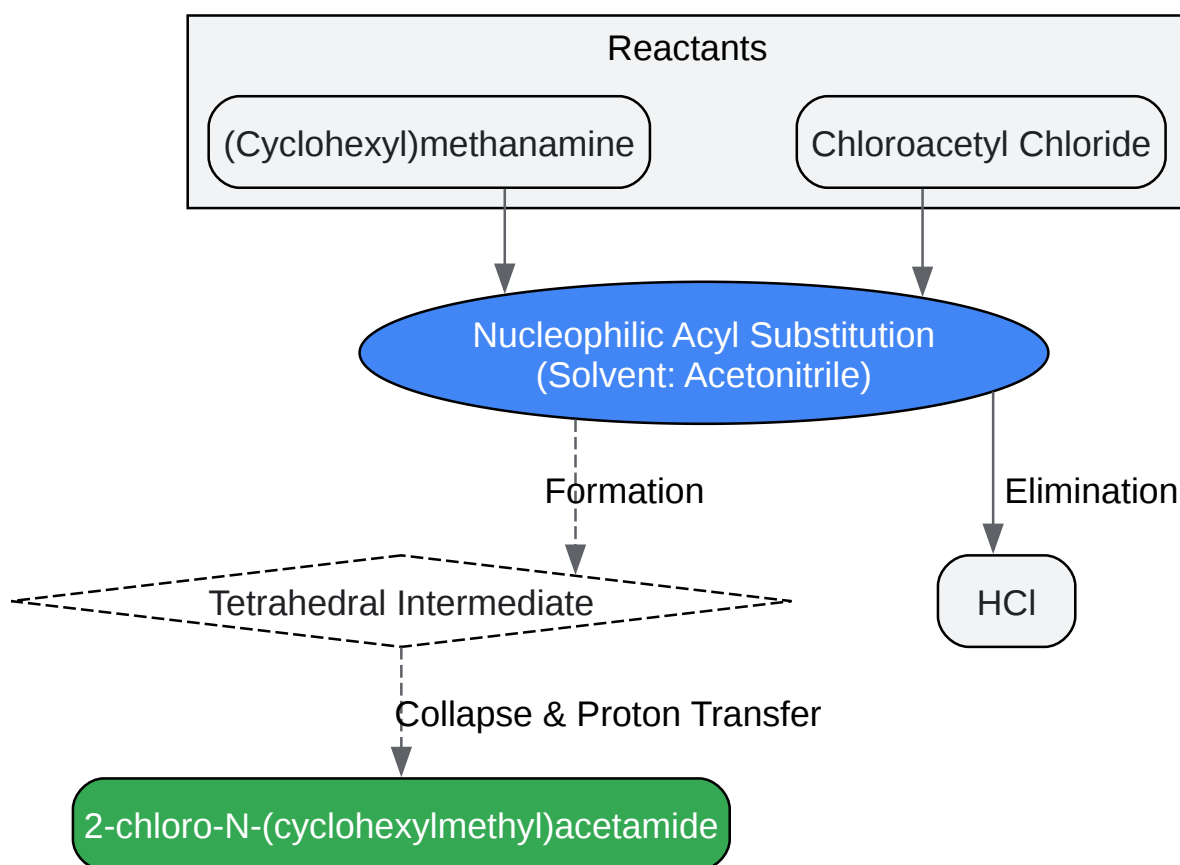 Reactants
(Cyclohexyl)methanamine
Chloroacetyl Chloride
Nucleophilic Acyl Substitution
(Solvent: Acetonitrile)
Formation
Elimination
Tetrahedral Intermediate
HCl
Collapse & Proton Transfer
2-chloro-N-(cyclohexylmethyl)acetamide